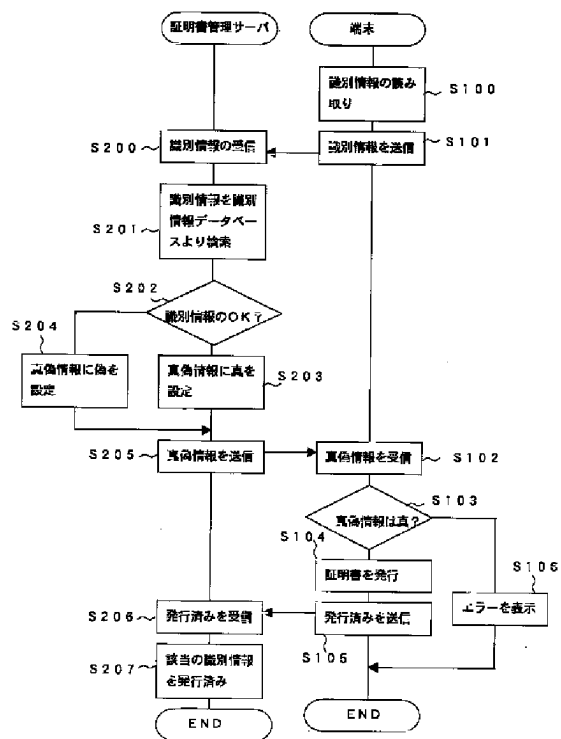 証明書管理サーバ
端末
識別情報の読み
取り
S100
識別情報を送信
S101
S200
識別情報の受信
S201
識別情報を識別
情報データベース
より検索
S202
識別情報のOK？
S204
真偽情報に偽を
設定
真偽情報に真を
設定
S203
S205
真偽情報を送信
真偽情報を受信
S102
S103
真偽情報は真？
S104
証明書を発行
S106
エラーを表示
S206
発行済みを受信
発行済みを送信
S105
S207
該当の識別情報
を発行済み
END
END